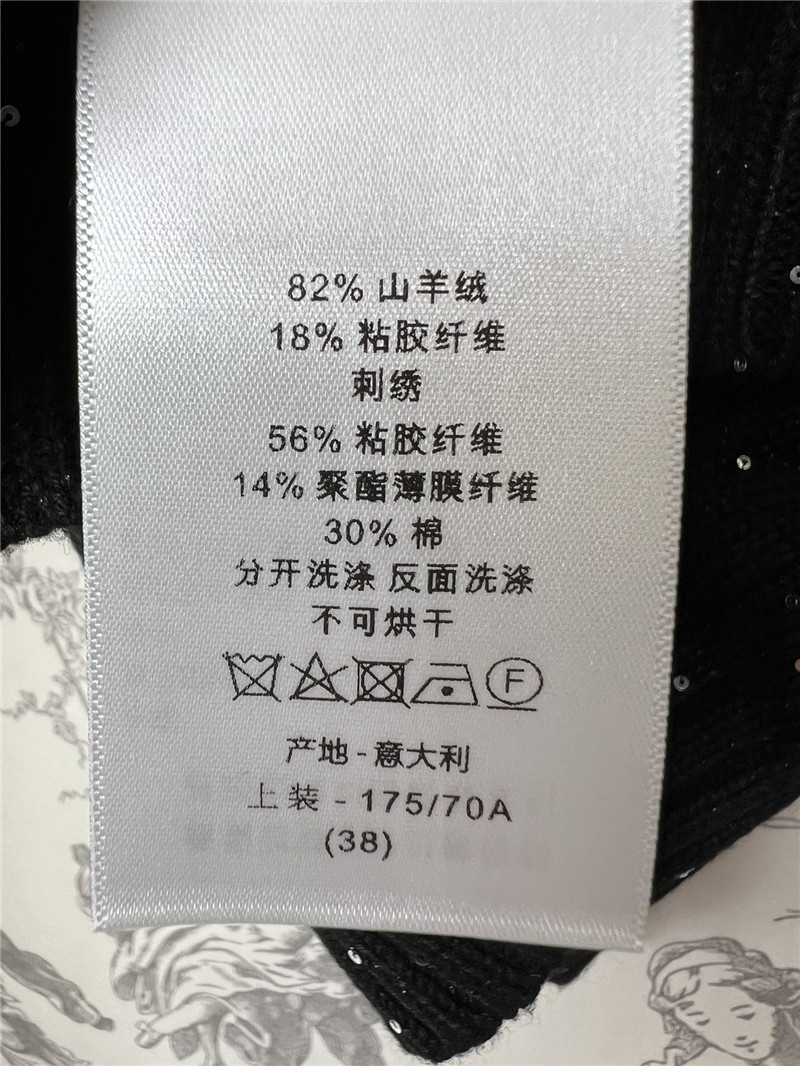 82% 山羊绒
18% 粘胶纤维
刺绣
56% 粘胶纤维
14% 聚酯薄膜纤维
30% 棉
分开洗涤 反面洗涤
不可烘干
F
产地-意大利
上装 - 175/70A
(38)